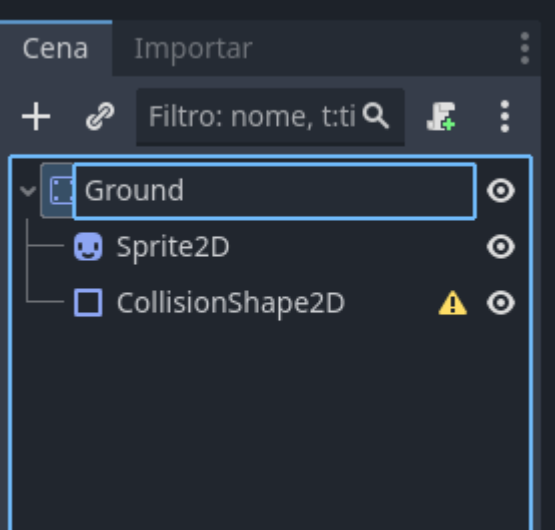 Cena Importar
Filtro: nome, t:ti
Ground
Sprite2D
CollisionShape2D